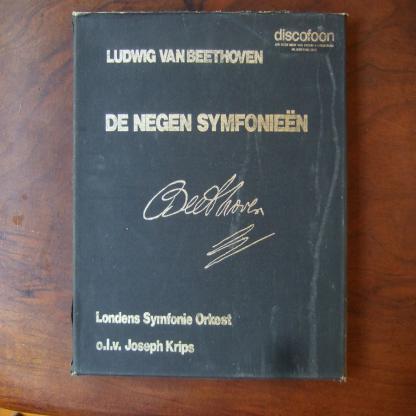 discofoon
LUDWIG VAN BEETHOVEN
DE NEGEN SYMFONIEËN
Beethoven
Londens Symfonie Orkest
o.l.v. Joseph Krips